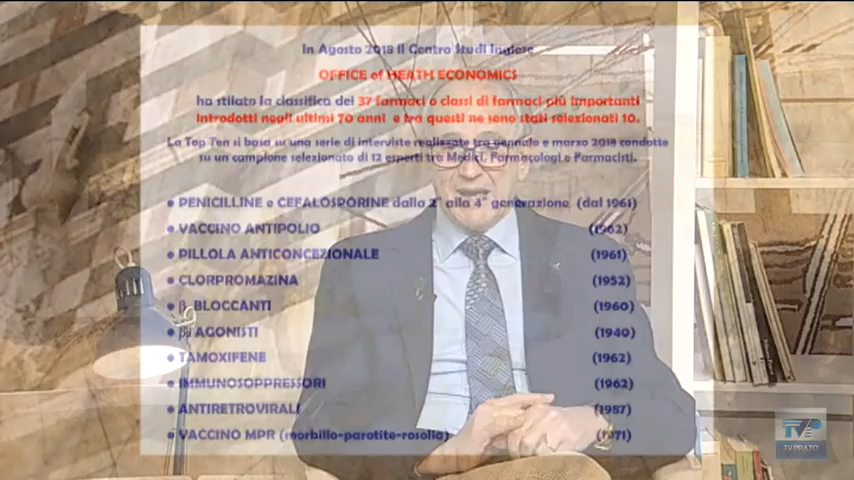 In Agosto 2018 il Centro Studi Inglese
OFFICE of HEATH ECONOMICS
ha stilato la classifica dei 37 farmaci o classi di farmaci più importanti
introdotti negli ultimi 70 anni e tra questi ne sono stati selezionati 10.
La Top Ten si basa su una serie di interviste realizzate tra gennaio e marzo 2018 condotte
su un campione selezionato di 12 esperti tra Medici, Farmacologi e Farmacisti.
• PENICILLINE e CEFALOSPORINE dalla 2° alla 4° generazione (dal 1961)
• VACCINO ANTIPOLIO (1962)
• PILLOLA ANTICONCEZIONALE (1961)
• CLORPROMAZINA (1952)
• β-BLOCCANTI (1960)
• AGONISTI (1940)
• TAMOXIFENE (1962)
• IMMUNOSOPPRESSORI (1962)
• ANTIRETROVIRALI (1987)
• VACCINO MPR (morbillo-parotite-rosolia) (1971)
TVP
TV PRATO